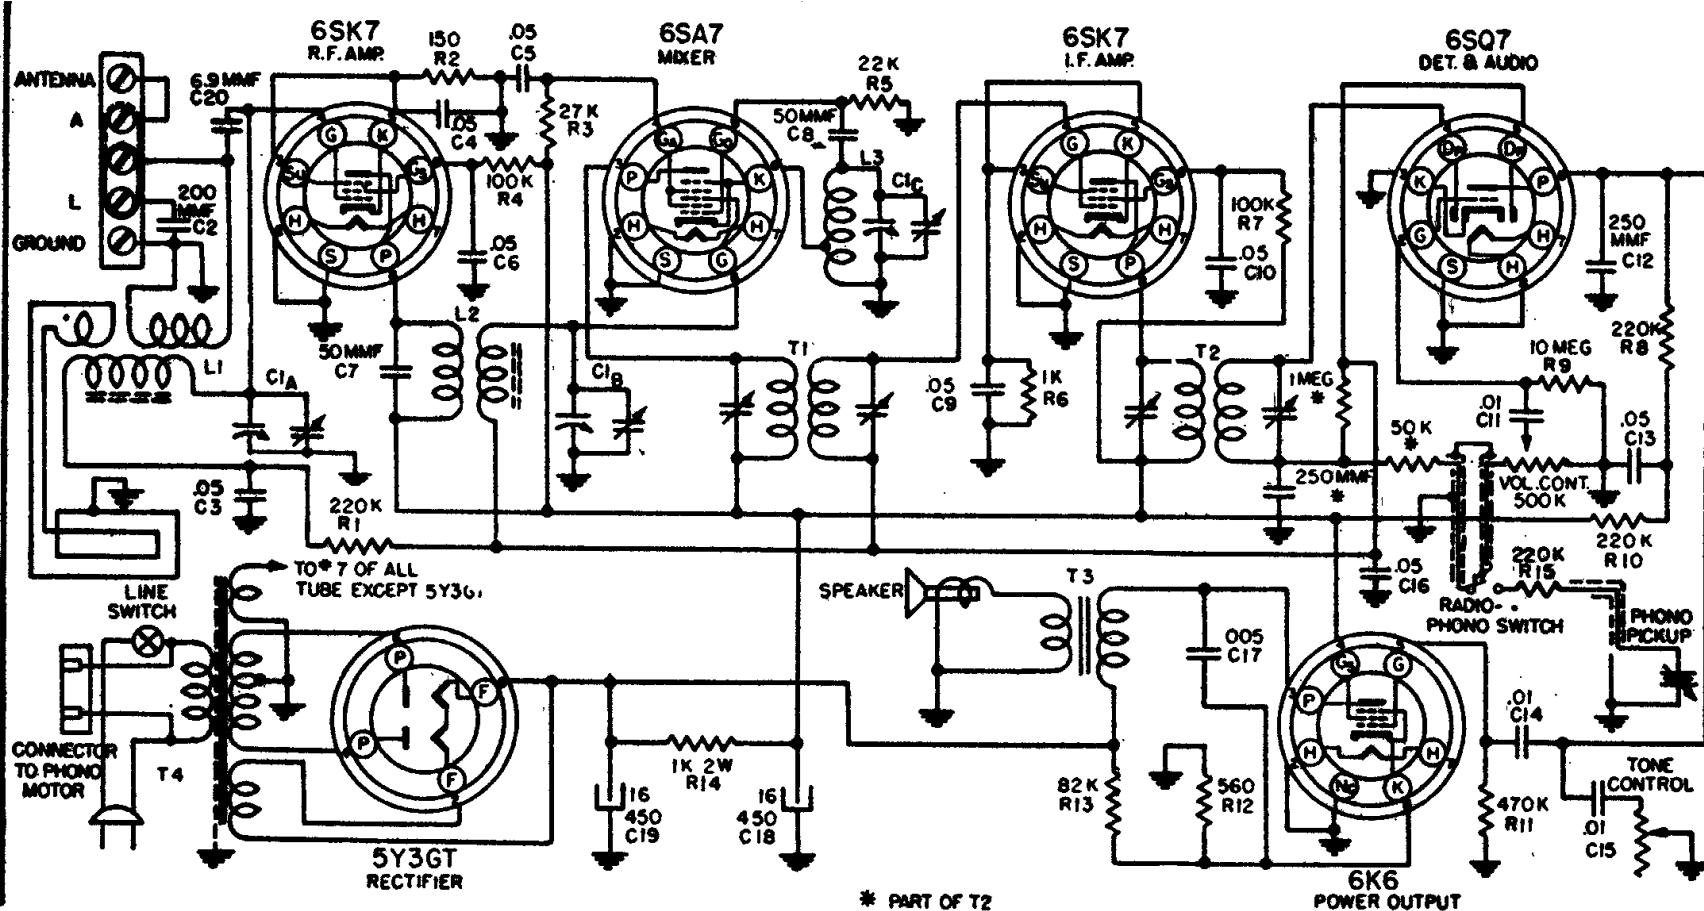 6SK7
R.F. AMP.
150
R2
.05
C5
6SA7
MIXER
22K
R5
6SK7
I.F. AMP.
6SQ7
DET. & AUDIO
ANTENNA
A
L
GROUND
6.9 MMF
C20
200
MMF
C2
G
K
H
H
S
P
.05
C4
27K
R3
100K
R4
.05
C6
P
K
H
H
S
G
50MMF
C8
L3
C1C
G
K
H
H
S
P
100K
R7
.05
C10
K
P
G
H
S
H
250
MMF
C12
220K
R8
L1
C1A
50MMF
C7
L2
C1B
T1
.05
C9
1K
R6
T2
1 MEG
*
10 MEG
R9
.01
C11
50K
*
.05
C13
250MMF
*
VOL. CONT.
500K
.05
C3
220K
R1
220K
R10
LINE
SWITCH
TO #7 OF ALL
TUBE EXCEPT 5Y3G
SPEAKER
T3
.05
C16
220K
R15
RADIO-
PHONO SWITCH
PHONO
PICKUP
P
F
P
F
005
C17
P
G
H
H
K
.01
C14
CONNECTOR
TO PHONO
MOTOR
T4
1K 2W
R14
16
450
C19
16
450
C18
82K
R13
560
R12
470K
R11
TONE
CONTROL
.01
C15
5Y3GT
RECTIFIER
6K6
POWER OUTPUT
* PART OF T2